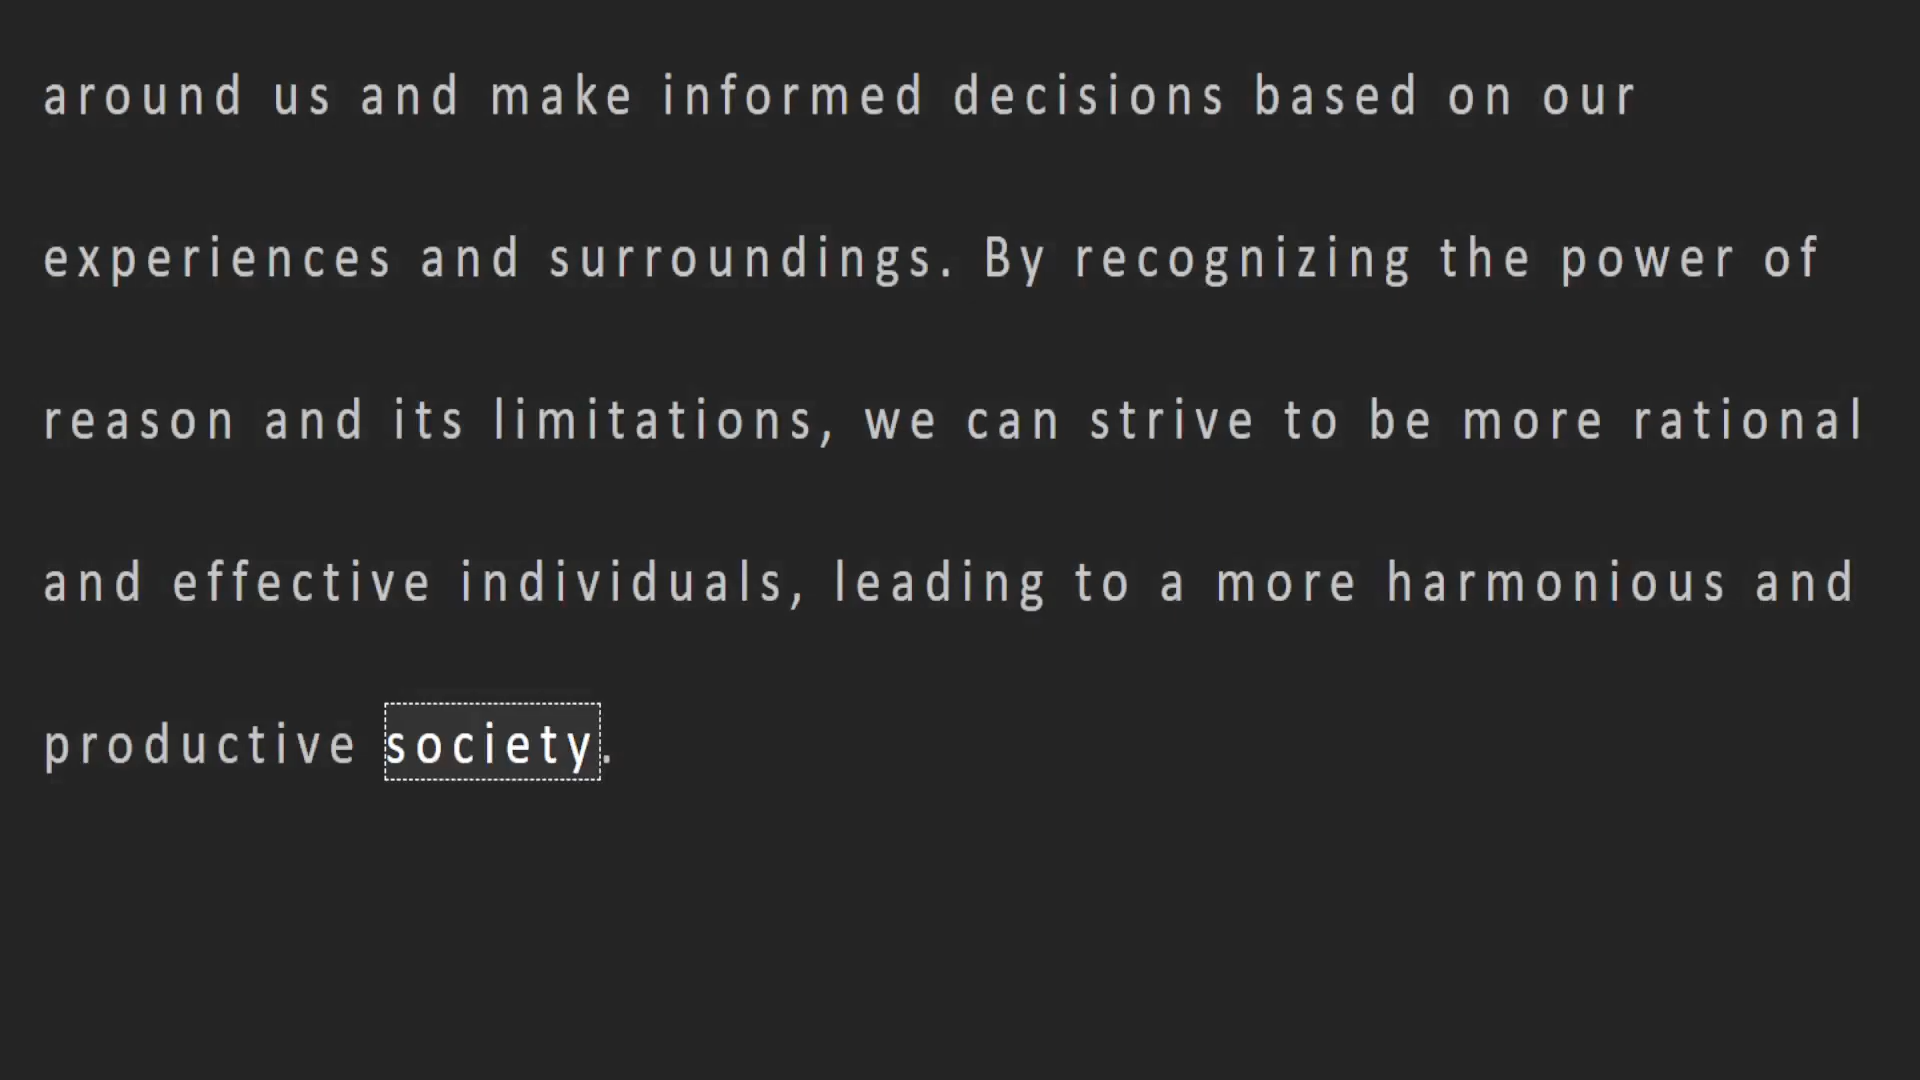 around us and make informed decisions based on our
experiences and surroundings. By recognizing the power of
reason and its limitations, we can strive to be more rational
and effective individuals, leading to a more harmonious and
productive society.